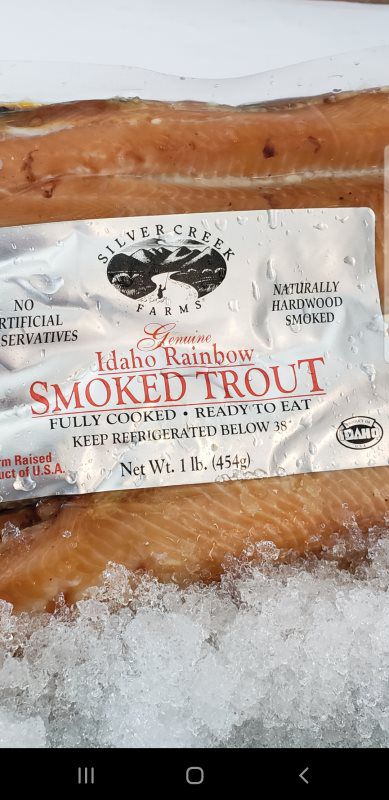 SILVER CREEK
FARMS
NO
RTIFICIAL
SERVATIVES
NATURALLY
HARDWOOD
SMOKED
Genuine
Idaho Rainbow
SMOKED TROUT
FULLY COOKED • READY TO EAT
KEEP REFRIGERATED BELOW 38°
rm Raised
uct of U.S.A.
Net Wt. 1 lb. (454g)
IDAHO